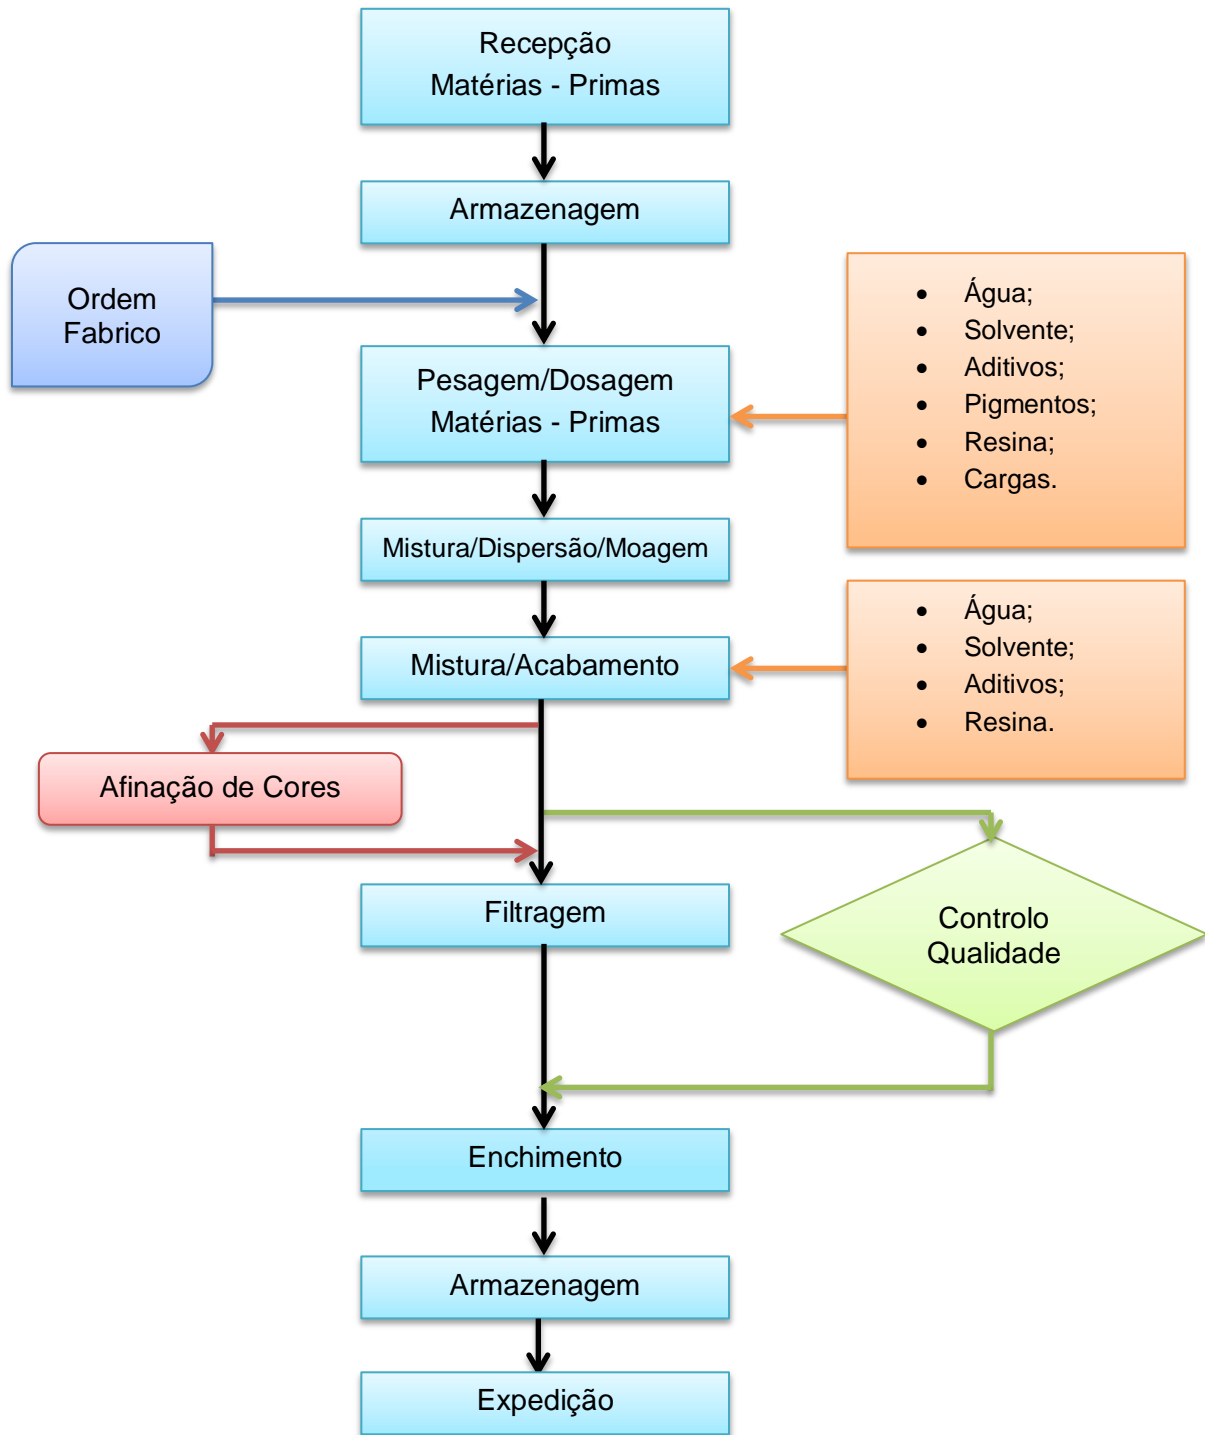 Recepção
Matérias - Primas
Armazenagem
Ordem
Fabrico
• Água;
• Solvente;
• Aditivos;
• Pigmentos;
• Resina;
• Cargas.
Pesagem/Dosagem
Matérias - Primas
Mistura/Dispersão/Moagem
• Água;
• Solvente;
• Aditivos;
• Resina.
Mistura/Acabamento
Afinação de Cores
Filtragem
Controlo
Qualidade
Enchimento
Armazenagem
Expedição